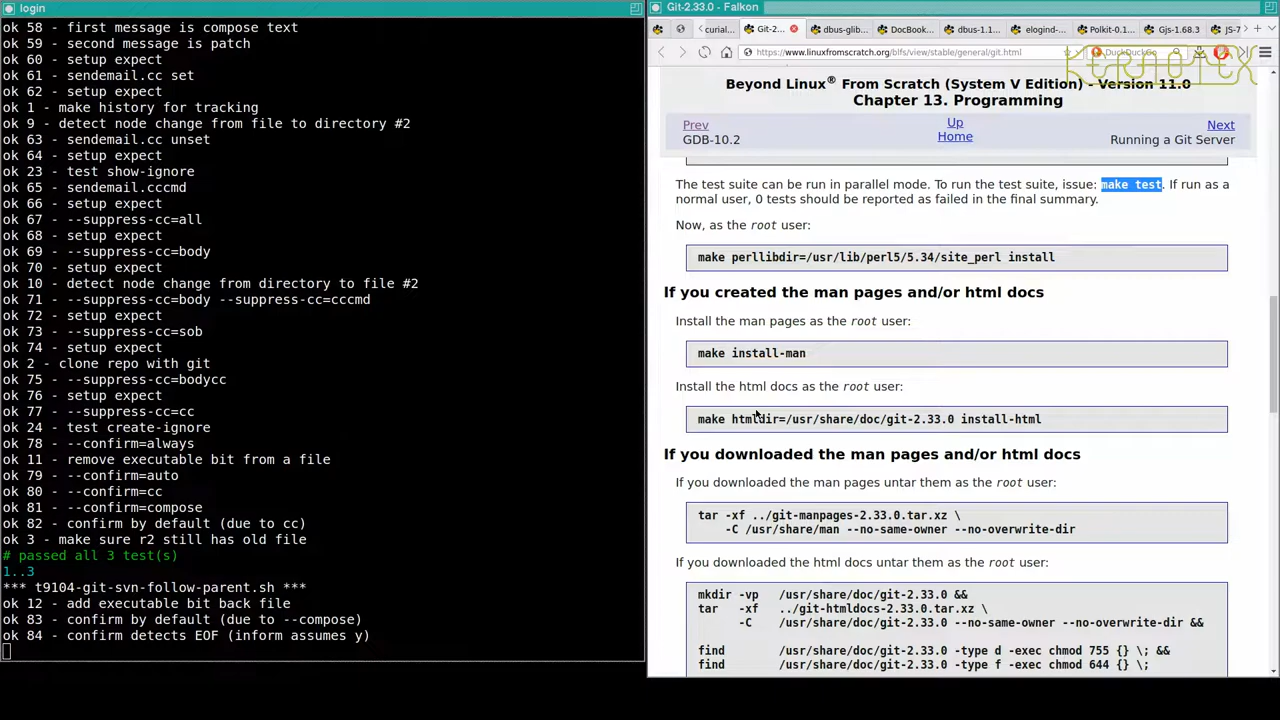 login
ok 58 - first message is compose text
ok 59 - second message is patch
ok 60 - setup expect
ok 61 - sendemail.cc set
ok 62 - setup expect
ok 1 - make history for tracking
ok 9 - detect node change from file to directory #2
ok 63 - sendemail.cc unset
ok 64 - setup expect
ok 23 - test show-ignore
ok 65 - sendemail.cccmd
ok 66 - setup expect
ok 67 - --suppress-cc=all
ok 68 - setup expect
ok 69 - --suppress-cc=body
ok 70 - setup expect
ok 10 - detect node change from directory to file #2
ok 71 - --suppress-cc=body --suppress-cc=cccmd
ok 72 - setup expect
ok 73 - --suppress-cc=sob
ok 74 - setup expect
ok 2 - clone repo with git
ok 75 - --suppress-cc=bodycc
ok 76 - setup expect
ok 77 - --suppress-cc=cc
ok 24 - test create-ignore
ok 78 - --confirm=always
ok 11 - remove executable bit from a file
ok 79 - --confirm=auto
ok 80 - --confirm=cc
ok 81 - --confirm=compose
ok 82 - confirm by default (due to cc)
ok 3 - make sure r2 still has old file
# passed all 3 test(s)
1..3
*** t9104-git-svn-follow-parent.sh ***
ok 12 - add executable bit back file
ok 83 - confirm by default (due to --compose)
ok 84 - confirm detects EOF (inform assumes y)
Git-2.33.0 - Falkon
curial... Git-2... dbus-glib... DocBook... dbus-1.1... elogind-... Polkit-0.1... Gjs-1.68.3 JS-7
https://www.linuxfromscratch.org/blfs/view/stable/general/git.html DuckDuckGo
KERNOTEX
Beyond Linux® From Scratch (System V Edition) - Version 11.0
Chapter 13. Programming
Prev Up Next
GDB-10.2 Home Running a Git Server
The test suite can be run in parallel mode. To run the test suite, issue: make test. If run as a
normal user, 0 tests should be reported as failed in the final summary.
Now, as the root user:
make perllibdir=/usr/lib/perl5/5.34/site_perl install
If you created the man pages and/or html docs
Install the man pages as the root user:
make install-man
Install the html docs as the root user:
make htmldir=/usr/share/doc/git-2.33.0 install-html
If you downloaded the man pages and/or html docs
If you downloaded the man pages untar them as the root user:
tar -xf ../git-manpages-2.33.0.tar.xz \
-C /usr/share/man --no-same-owner --no-overwrite-dir
If you downloaded the html docs untar them as the root user:
mkdir -vp /usr/share/doc/git-2.33.0 &&
tar -xf ../git-htmldocs-2.33.0.tar.xz \
-C /usr/share/doc/git-2.33.0 --no-same-owner --no-overwrite-dir &&
find /usr/share/doc/git-2.33.0 -type d -exec chmod 755 {} \; &&
find /usr/share/doc/git-2.33.0 -type f -exec chmod 644 {} \;